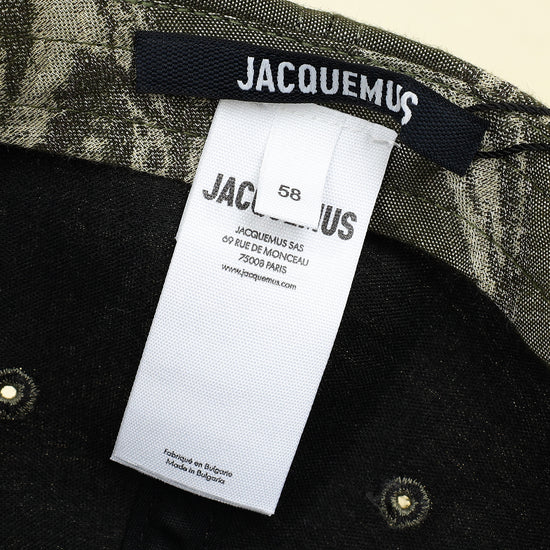 JACQUEMUS
58
JACQUEMUS
JACQUEMUS SAS
69 RUE DE MONCEAU
75008 PARIS
www.jacquemus.com
Fabriqué en Bulgarie
Made in Bulgaria